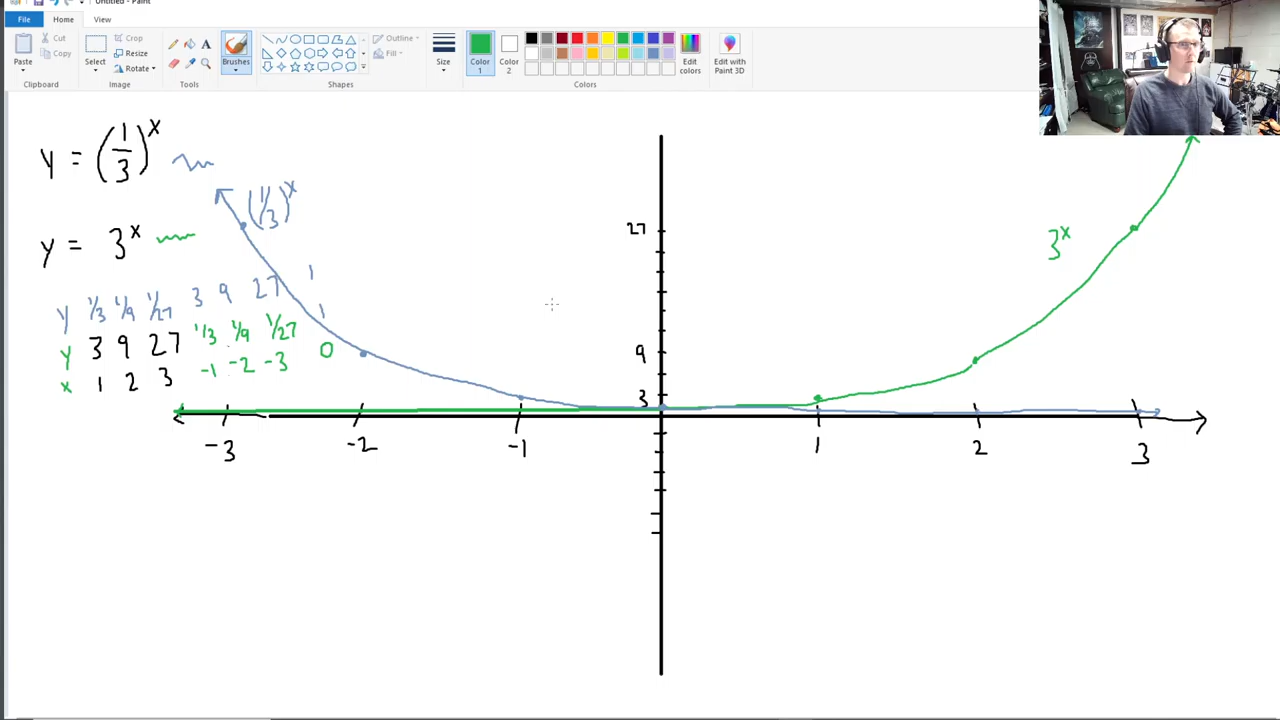 Untitled - Paint
File Home View
Paste
Cut
Copy
Clipboard
Select
Crop
Resize
Rotate
Image
Tools
A
Brushes
Shapes
Outline
Fill
Size
Color 1
Color 2
Colors
Edit colors
Edit with Paint 3D
y = (1/3)^x
y = 3^x
(1/3)^x
3^x
y 1/3 1/9 1/27 3 9 27 1
y 3 9 27 1/3 1/9 1/27 1
x 1 2 3 -1 -2 -3 0
27
9
3
-3 -2 -1 1 2 3